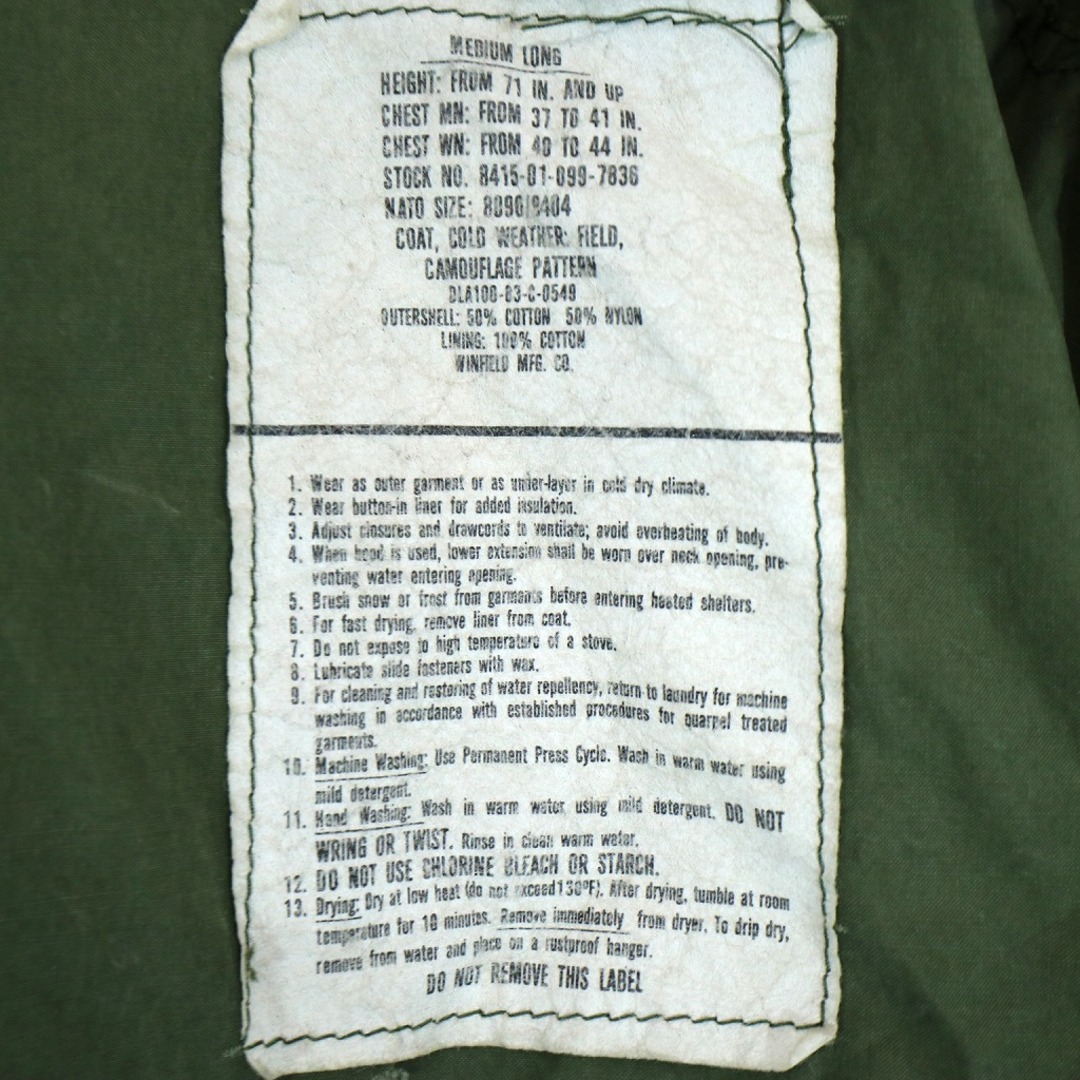 MEDIUM LONG
HEIGHT: FROM 71 IN. AND UP
CHEST MN: FROM 37 TO 41 IN.
CHEST WN: FROM 40 TO 44 IN.
STOCK NO. 8415-01-099-7836
NATO SIZE: 8090/9404
COAT, COLD WEATHER: FIELD,
CAMOUFLAGE PATTERN
DLA100-83-C-0549
OUTERSHELL: 50% COTTON 50% NYLON
LINING: 100% COTTON
WINFIELD MFG. CO.
1. Wear as outer garment or as under-layer in cold dry climate.
2. Wear button-in liner for added insulation.
3. Adjust closures and drawcords to ventilate; avoid overheating of body.
4. When hood is used, lower extension shall be worn over neck opening, pre-
venting water entering opening.
5. Brush snow or frost from garments before entering heated shelters.
6. For fast drying, remove liner from coat.
7. Do not expose to high temperature of a stove.
8. Lubricate slide fasteners with wax.
9. For cleaning and restoring of water repellency, return to laundry for machine
washing in accordance with established procedures for quarpel treated
garments.
10. Machine Washing: Use Permanent Press Cycle. Wash in warm water using
mild detergent.
11. Hand Washing: Wash in warm water using mild detergent. DO NOT
WRING OR TWIST. Rinse in clean warm water.
12. DO NOT USE CHLORINE BLEACH OR STARCH.
13. Drying: Dry at low heat (do not exceed 130°F). After drying, tumble at room
temperature for 10 minutes. Remove immediately from dryer. To drip dry,
remove from water and place on a rustproof hanger.
DO NOT REMOVE THIS LABEL